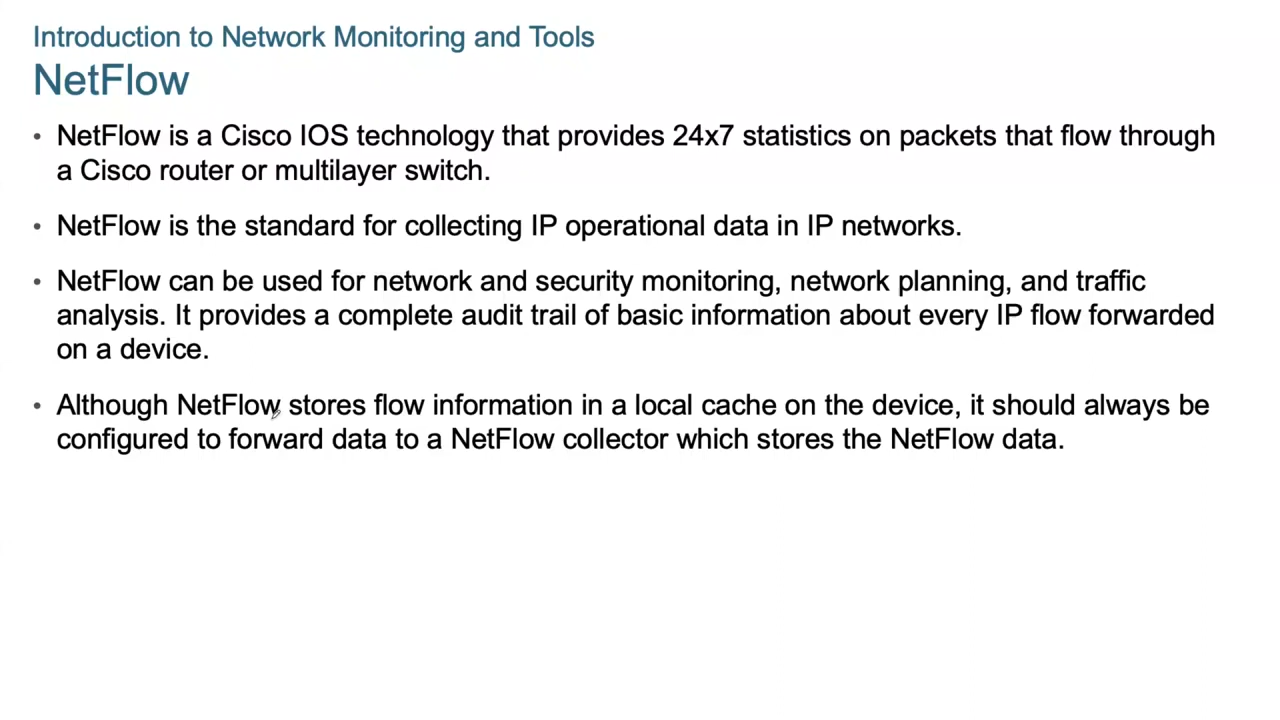 Introduction to Network Monitoring and Tools
NetFlow
• NetFlow is a Cisco IOS technology that provides 24x7 statistics on packets that flow through
a Cisco router or multilayer switch.
• NetFlow is the standard for collecting IP operational data in IP networks.
• NetFlow can be used for network and security monitoring, network planning, and traffic
analysis. It provides a complete audit trail of basic information about every IP flow forwarded
on a device.
• Although NetFlow stores flow information in a local cache on the device, it should always be
configured to forward data to a NetFlow collector which stores the NetFlow data.